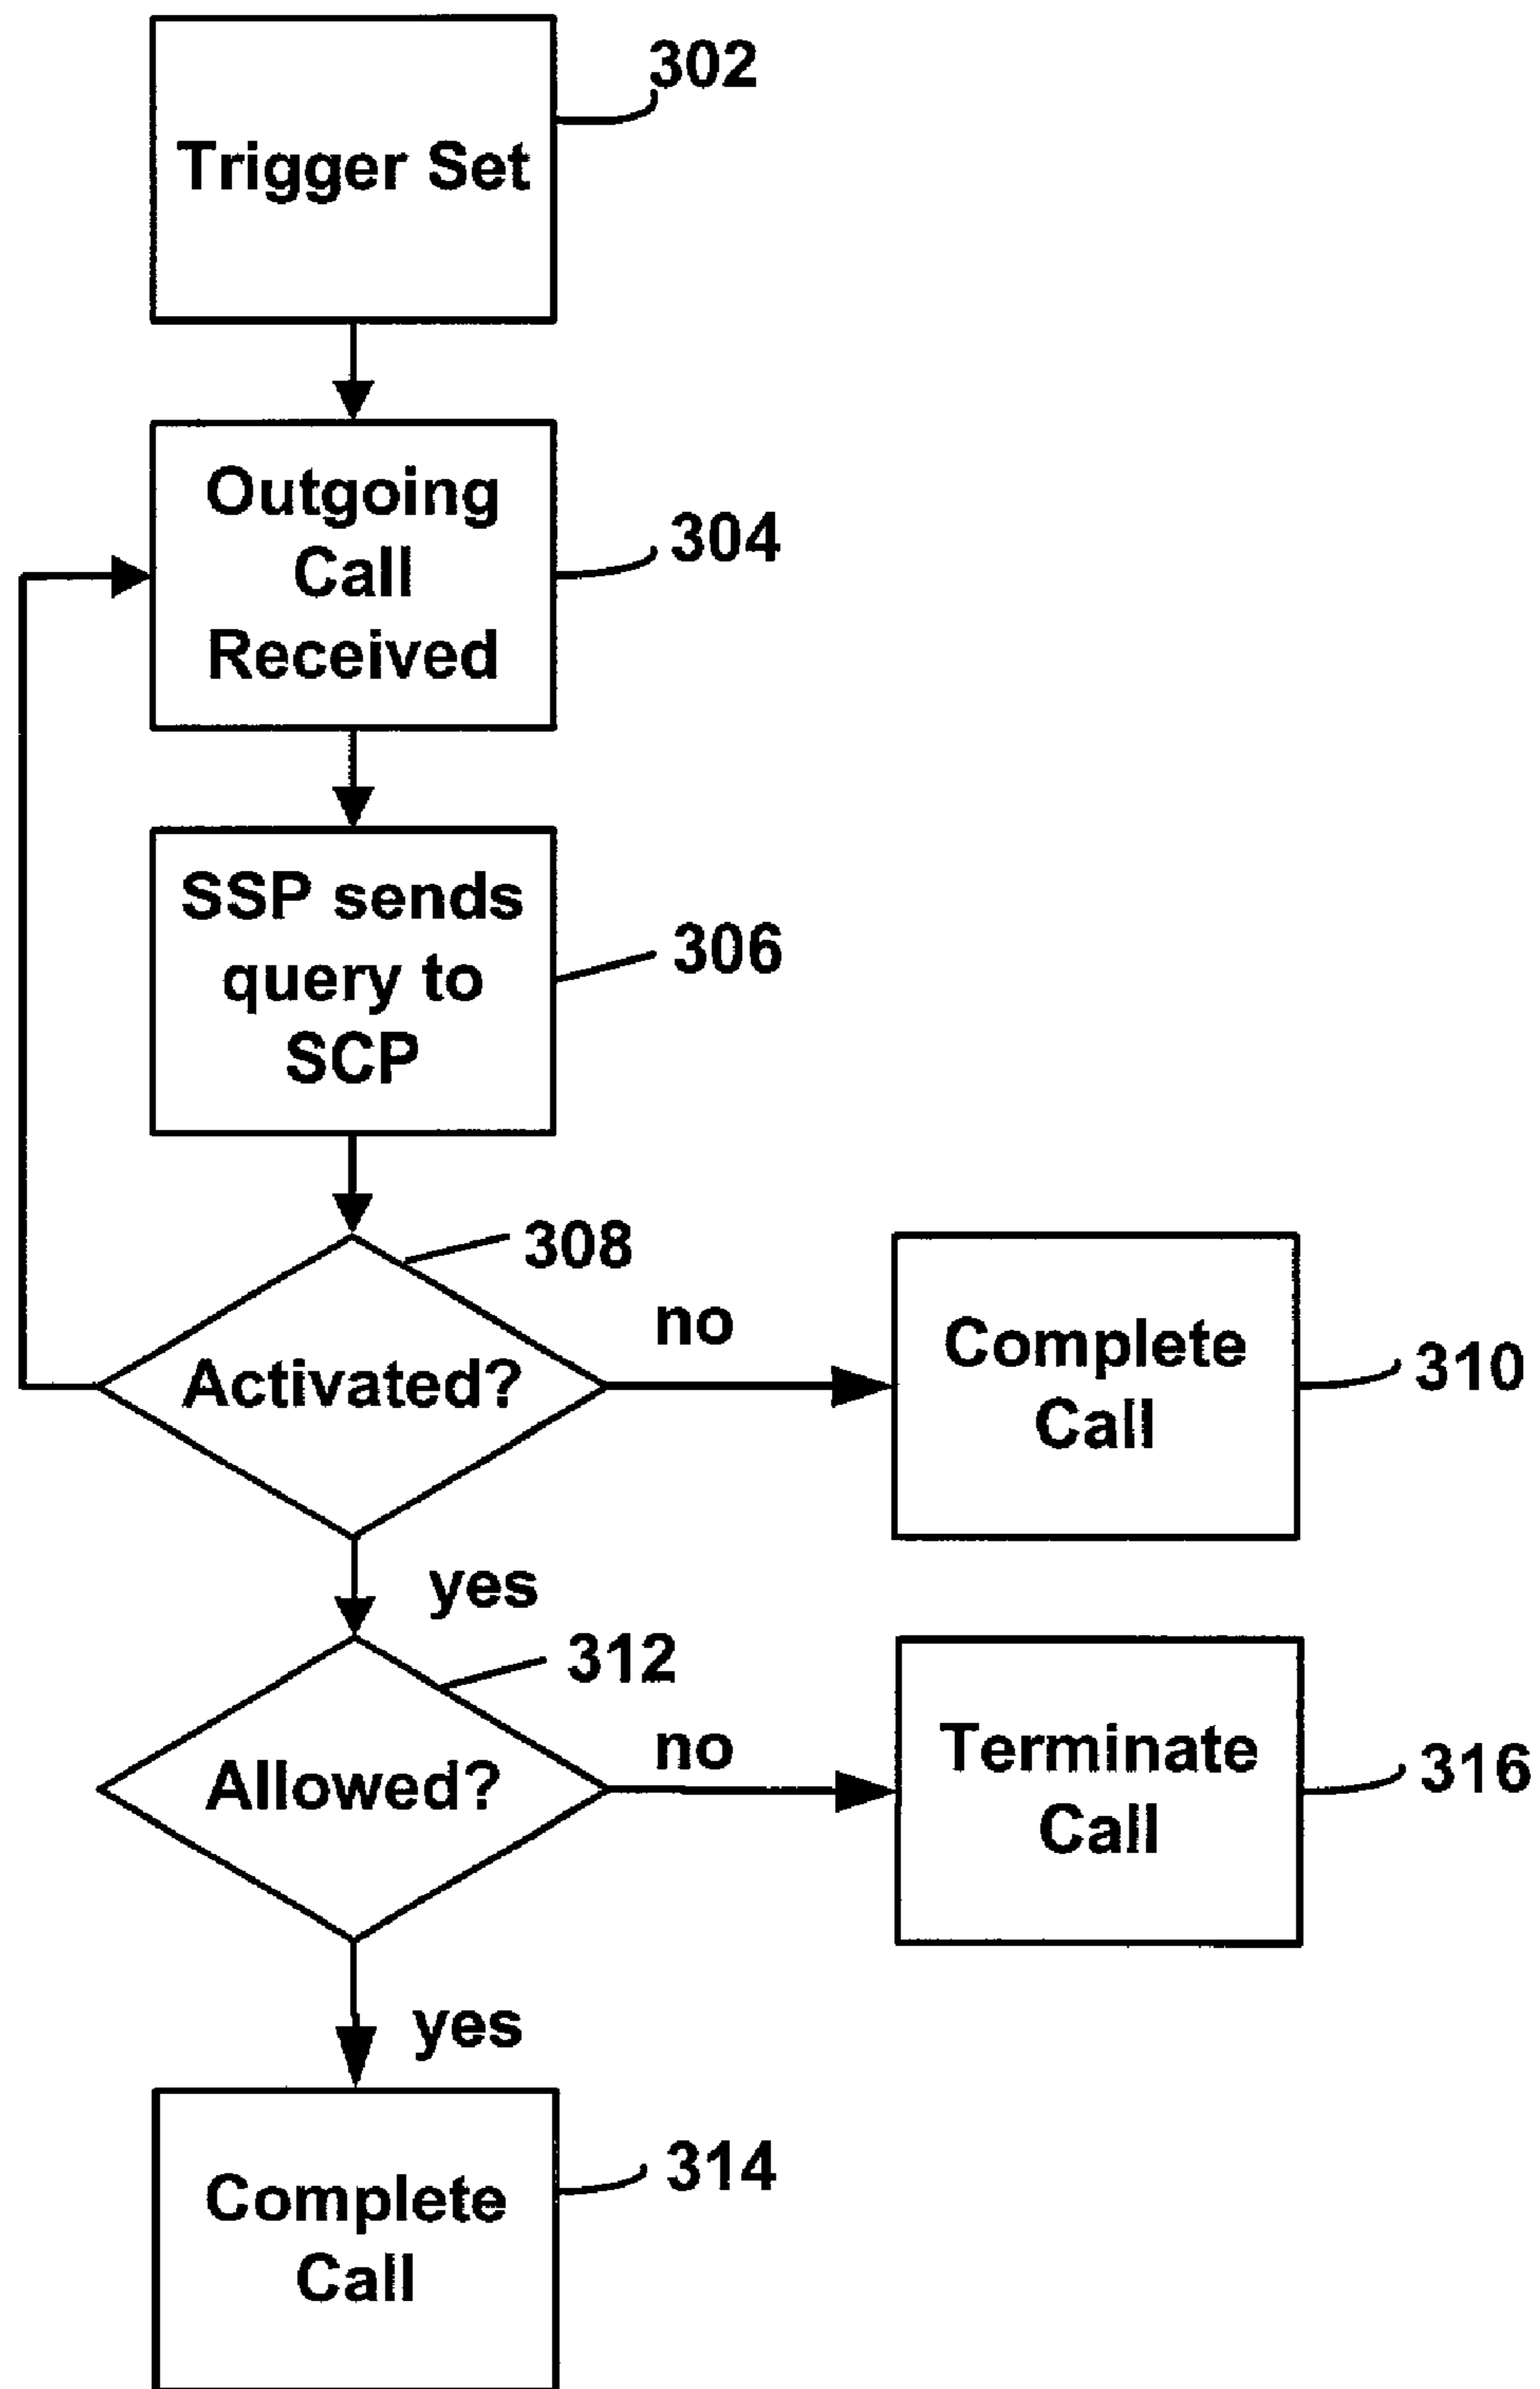 302
Trigger Set
Outgoing
Call
Received
304
SSP sends
query to
SCP
306
308
Activated?
no
Complete
Call
310
yes
312
Allowed?
no
Terminate
Call
316
yes
Complete
Call
314